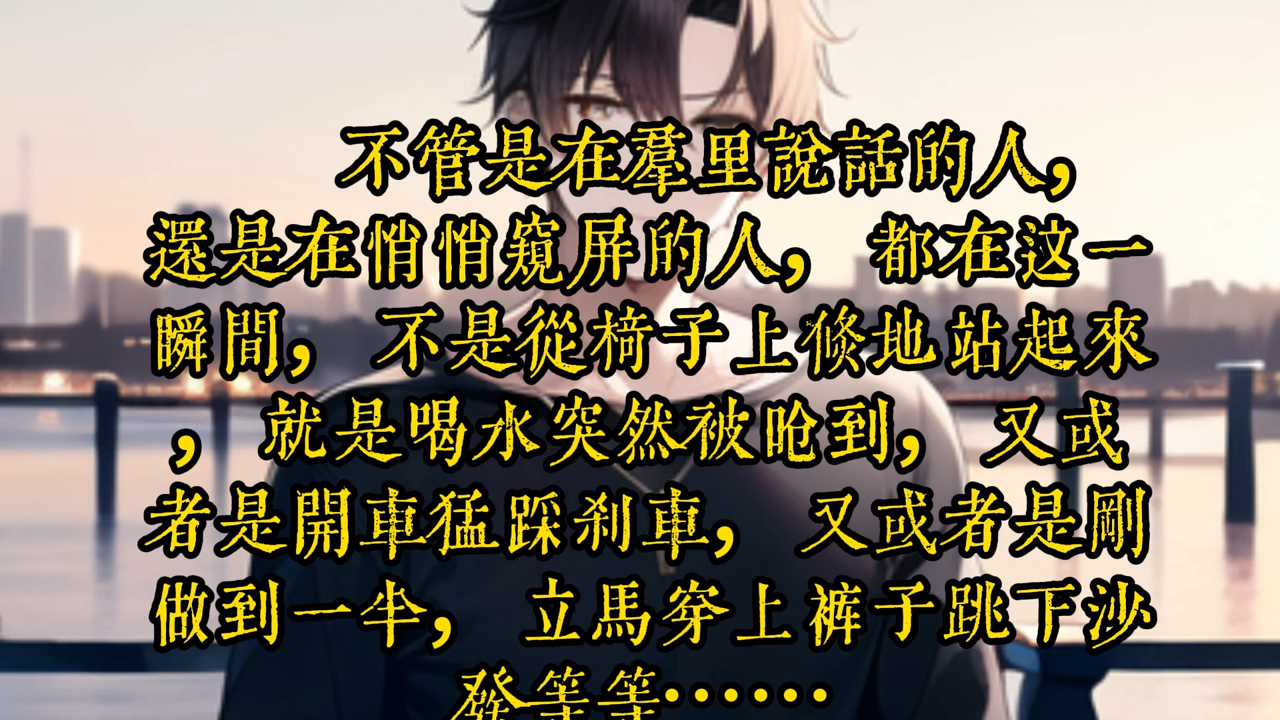 不管是在羣里說話的人，
還是在悄悄窺屏的人，都在这一
瞬間，不是從椅子上倏地站起來
，就是喝水突然被呛到，又或
者是開車猛踩刹車，又或者是剛
做到一半，立馬穿上裤子跳下沙
發等等……